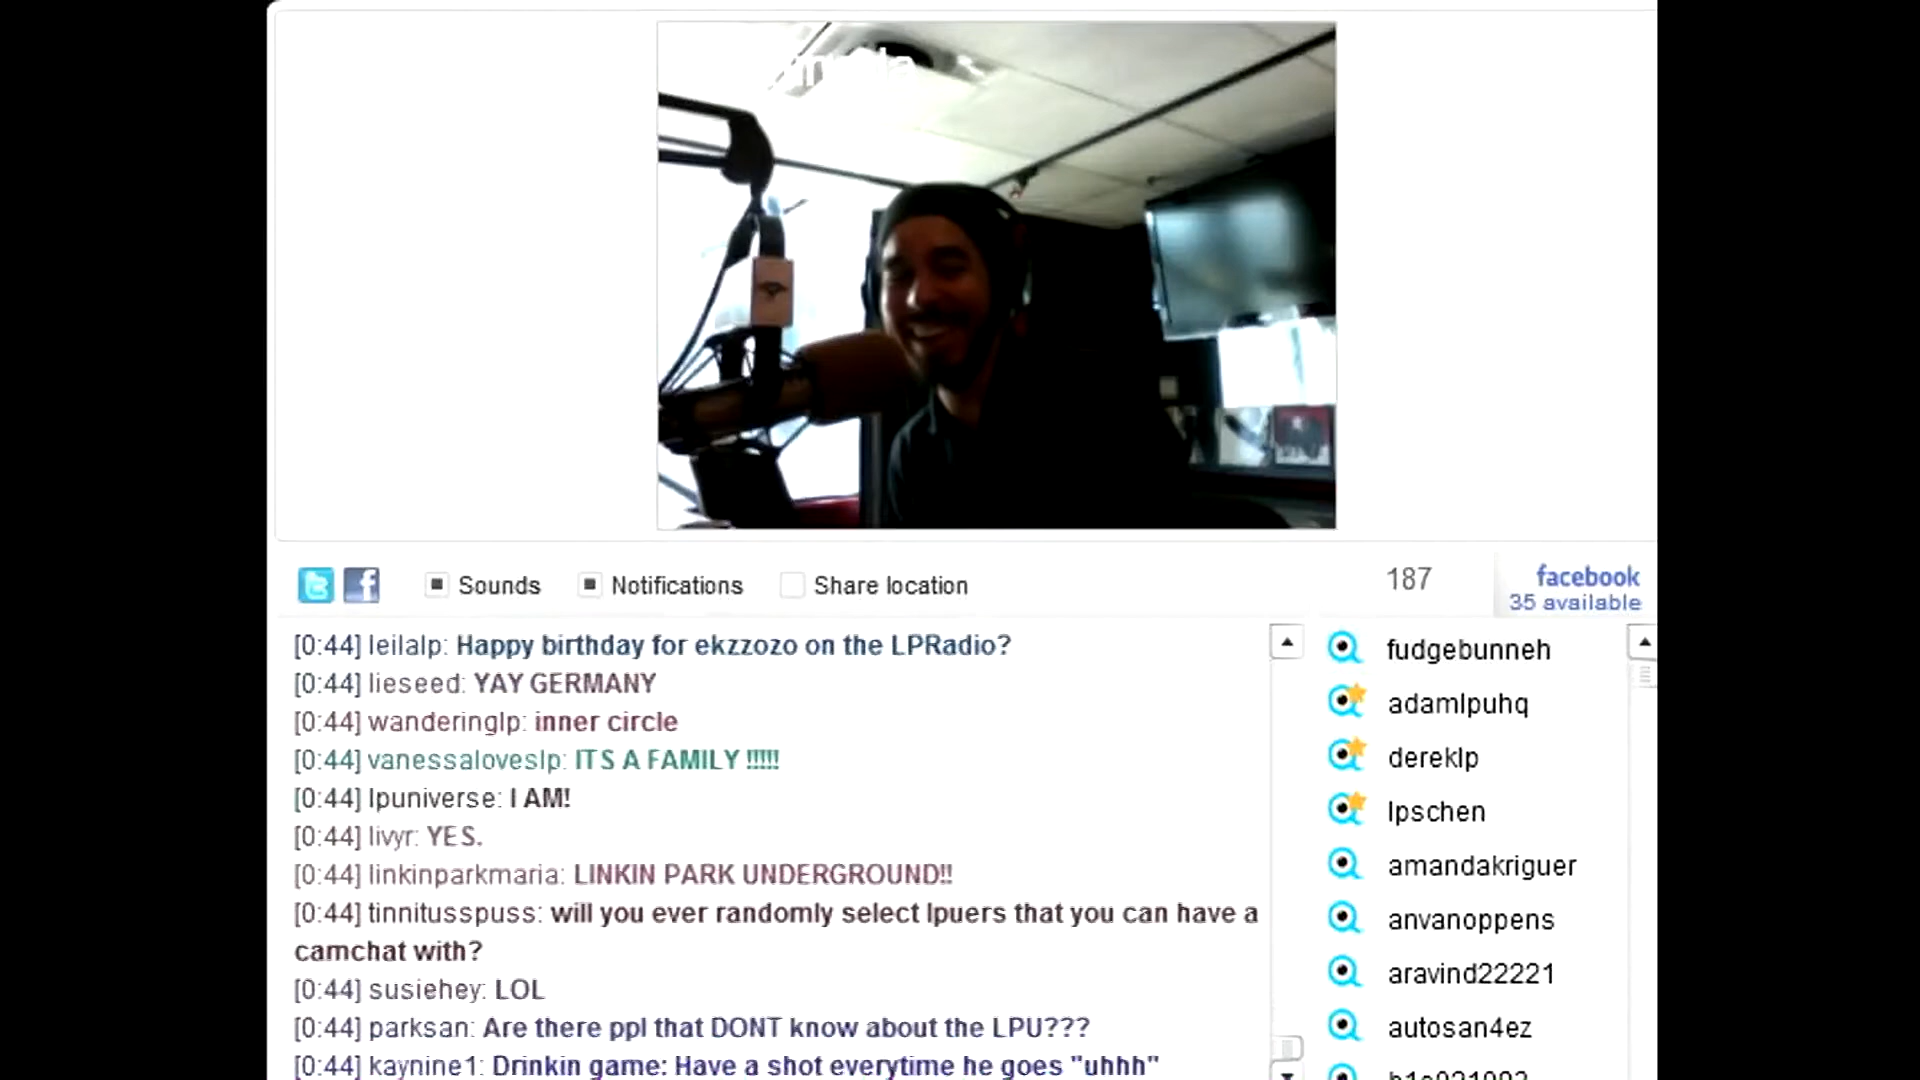 Sounds Notifications Share location 187 facebook
35 available
[0:44] leilalp: Happy birthday for ekzzozo on the LPRadio?
[0:44] lieseed: YAY GERMANY
[0:44] wanderinglp: inner circle
[0:44] vanessaloveslp: ITS A FAMILY !!!!!
[0:44] lpuniverse: I AM!
[0:44] livyr: YES.
[0:44] linkinparkmaria: LINKIN PARK UNDERGROUND!!
[0:44] tinnitusspuss: will you ever randomly select lpuers that you can have a
camchat with?
[0:44] susiehey: LOL
[0:44] parksan: Are there ppl that DONT know about the LPU???
[0:44] kaynine1: Drinkin game: Have a shot everytime he goes "uhhh"
fudgebunneh
adamlpuhq
dereklp
lpschen
amandakriguer
anvanoppens
aravind22221
autosan4ez